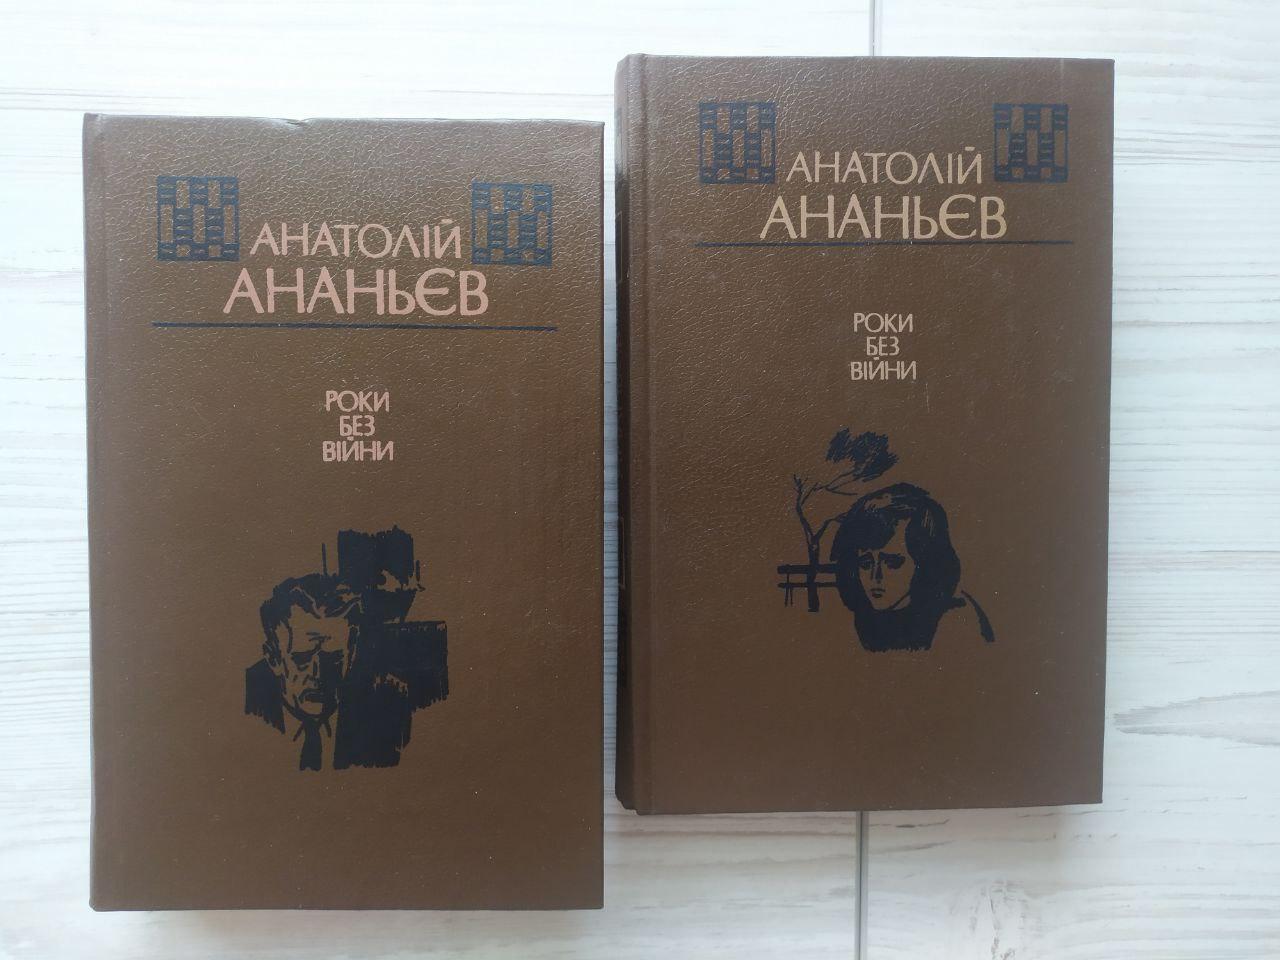 АНАТОЛІЙ
АНАНЬЄВ
РОКИ
БЕЗ
ВІЙНИ
АНАТОЛІЙ
АНАНЬЄВ
РОКИ
БЕЗ
ВІЙНИ